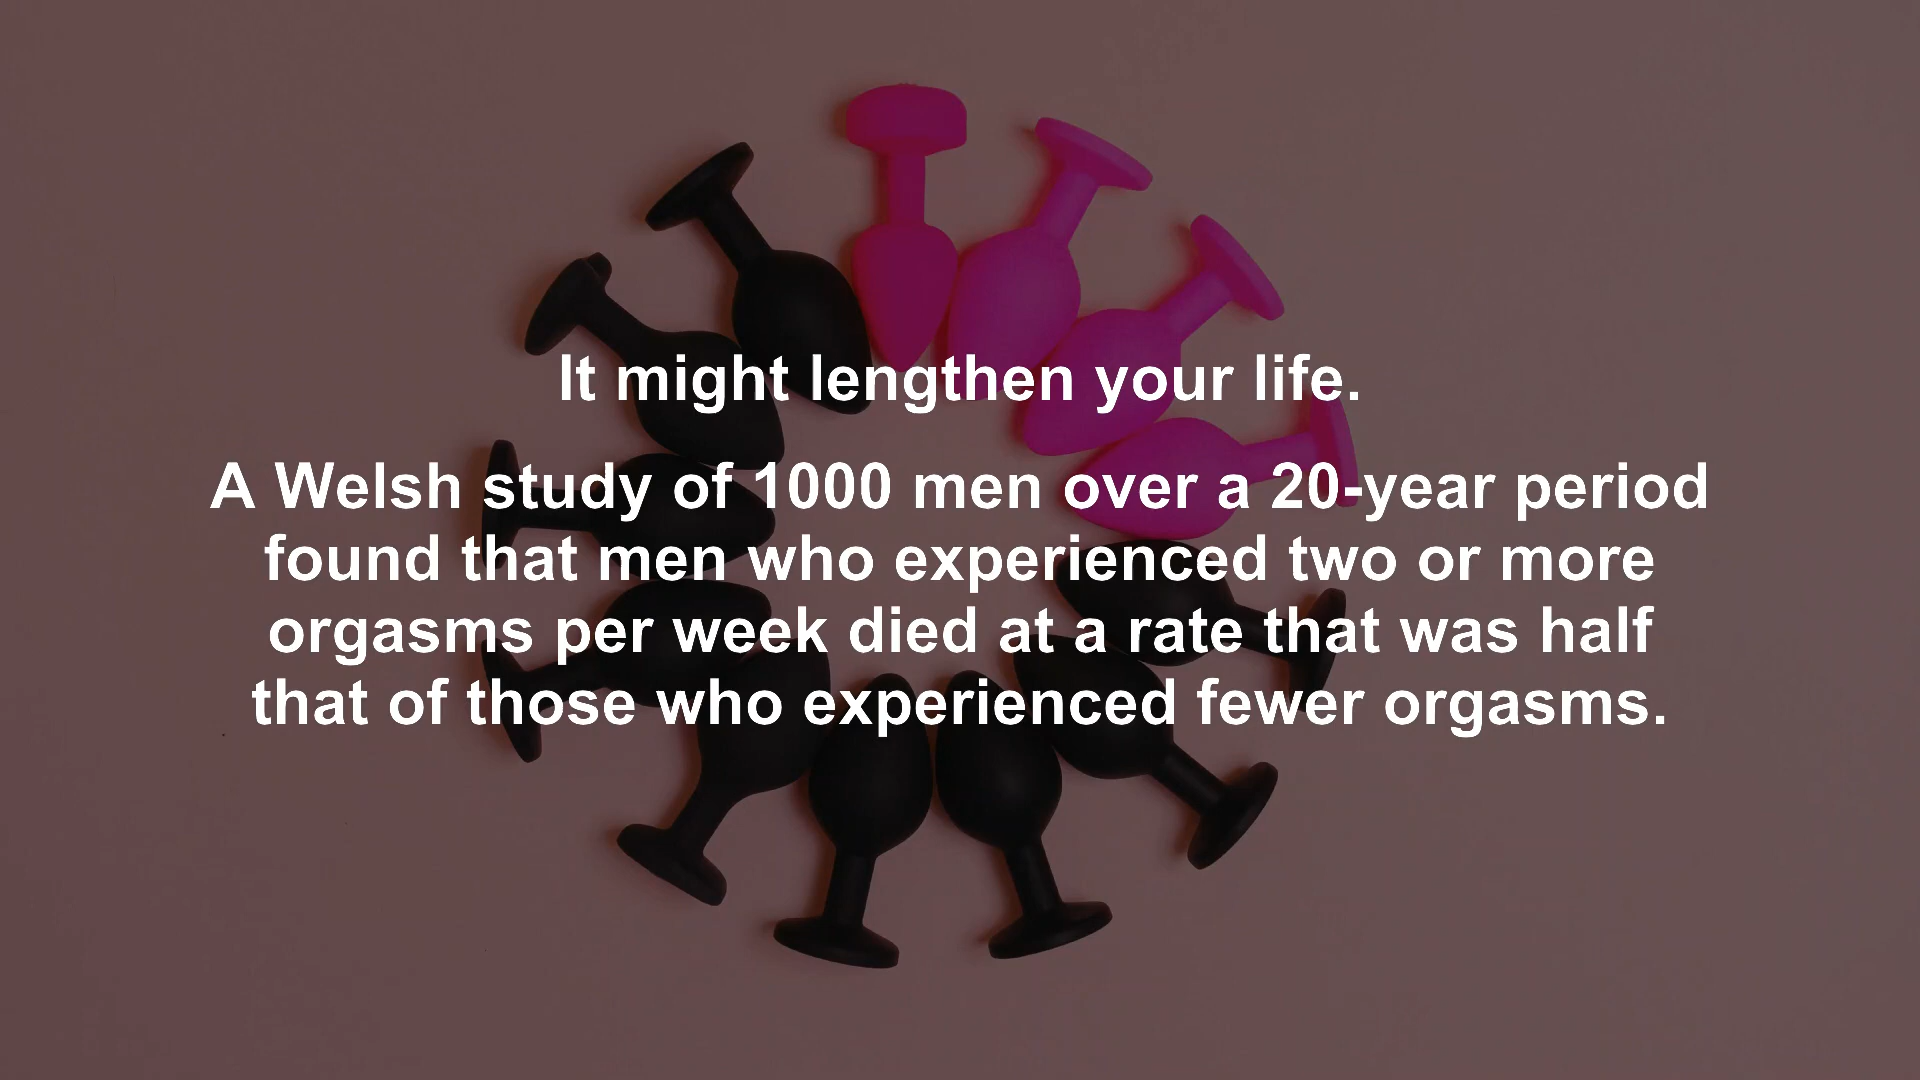 It might lengthen your life.
A Welsh study of 1000 men over a 20-year period
found that men who experienced two or more
orgasms per week died at a rate that was half
that of those who experienced fewer orgasms.